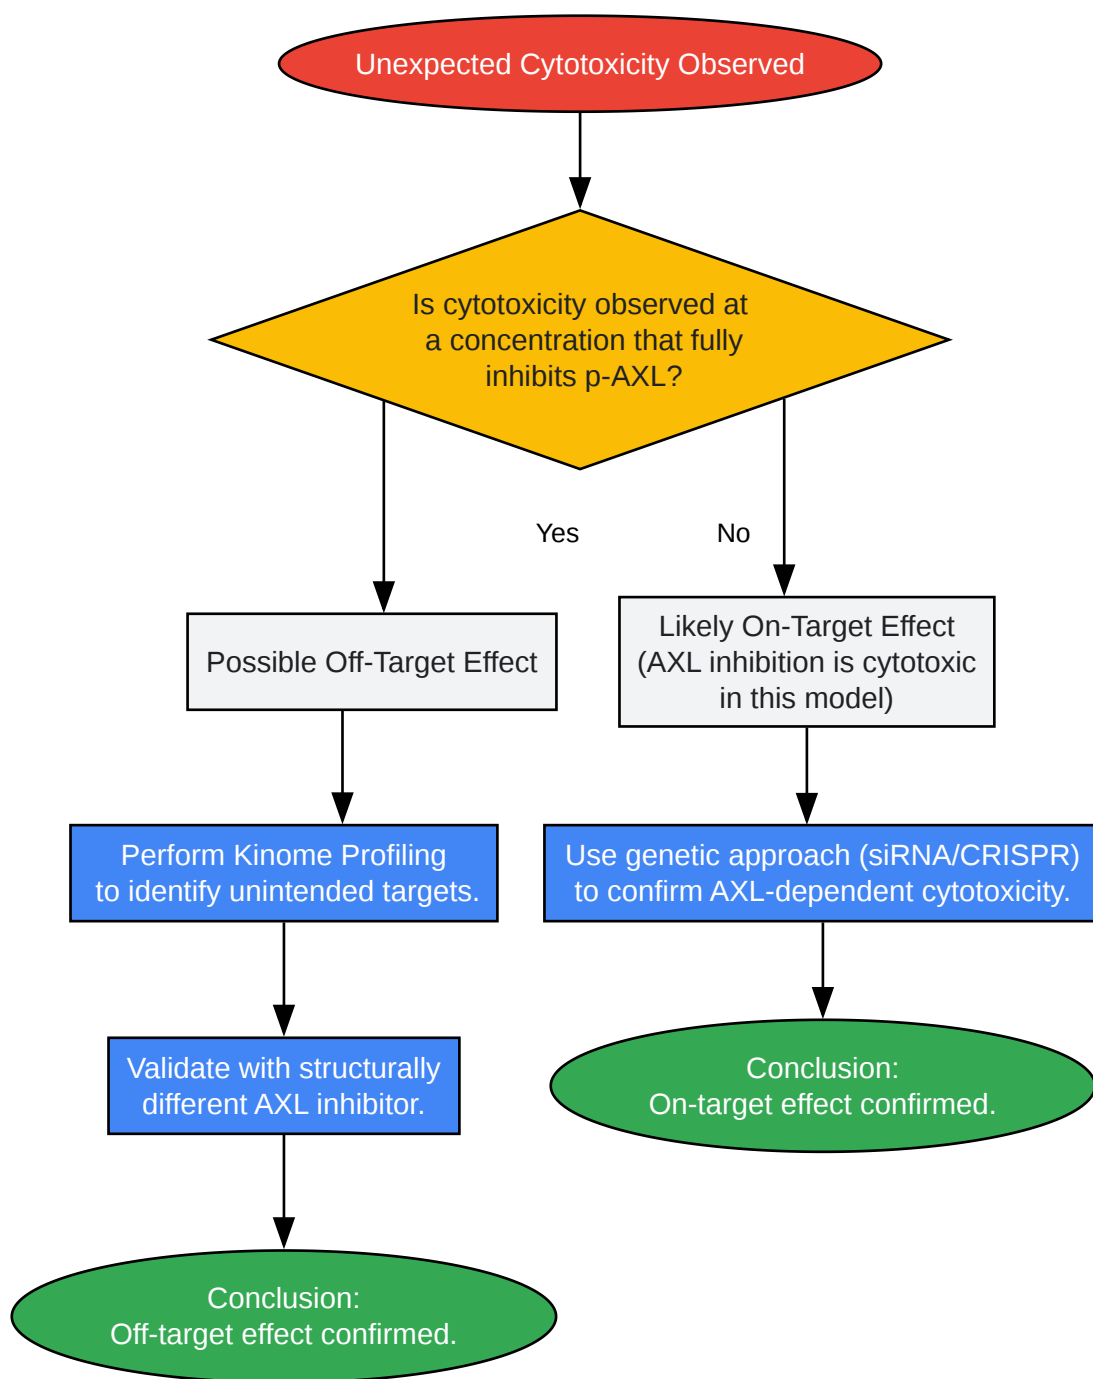 Unexpected Cytotoxicity Observed
Is cytotoxicity observed at
a concentration that fully
inhibits p-AXL?
Yes
No
Possible Off-Target Effect
Likely On-Target Effect
(AXL inhibition is cytotoxic
in this model)
Perform Kinome Profiling
to identify unintended targets.
Use genetic approach (siRNA/CRISPR)
to confirm AXL-dependent cytotoxicity.
Validate with structurally
different AXL inhibitor.
Conclusion:
On-target effect confirmed.
Conclusion:
Off-target effect confirmed.